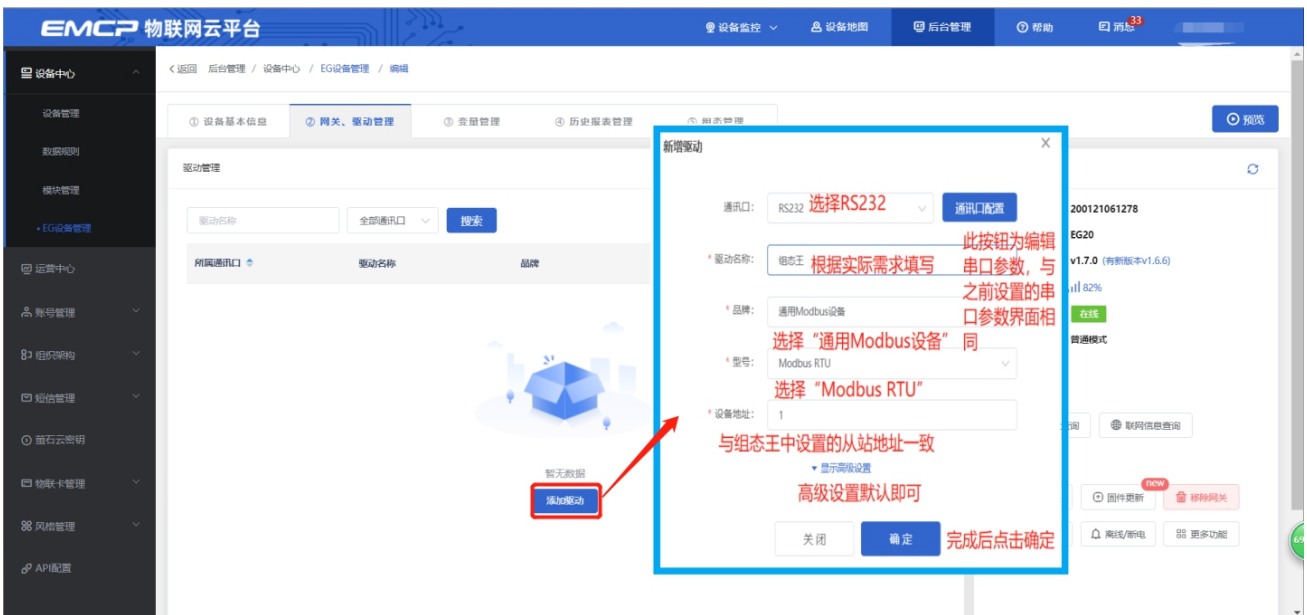 EMCP 物联网云平台
设备监控
设备地图
后台管理
帮助
消息
33
设备中心
设备管理
数据规则
模块管理
EG设备管理
运营中心
账号管理
组织架构
短信管理
萤石云密钥
物联卡管理
风格管理
API配置
<返回 后台管理 / 设备中心 / EG设备管理 / 编辑
① 设备基本信息
② 网关、驱动管理
③ 变量管理
④ 历史报表管理
⑤ 组态管理
预览
驱动管理
驱动名称
全部通讯口
搜索
所属通讯口
驱动名称
品牌
暂无数据
添加驱动
新增驱动
X
通讯口: RS232 选择RS232
通讯口配置
* 驱动名称: 组态王 根据实际需求填写
此按钮为编辑
串口参数，与
之前设置的串
口参数界面相
同
* 品牌: 通用Modbus设备
选择“通用Modbus设备”
* 型号: Modbus RTU
选择“Modbus RTU”
* 设备地址: 1
与组态王中设置的从站地址一致
显示高级设置
高级设置默认即可
关闭
确定
完成后点击确定
200121061278
EG20
v1.7.0 (有新版本v1.6.6)
82%
在线
普通模式
询
联网信息查询
new
固件更新
移除网关
离线/断电
更多功能
69